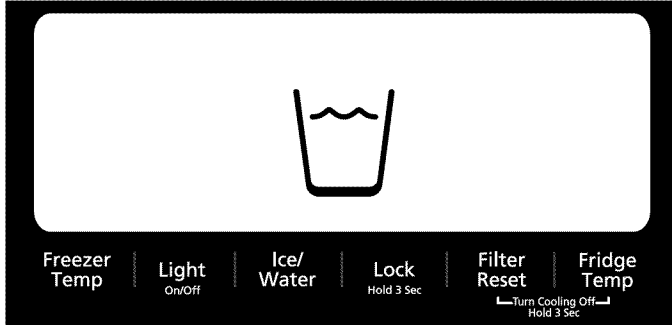 Freezer
Temp
Light
On/Off
Ice/
Water
Lock
Hold 3 Sec
Filter
Reset
Fridge
Temp
Turn Cooling Off
Hold 3 Sec